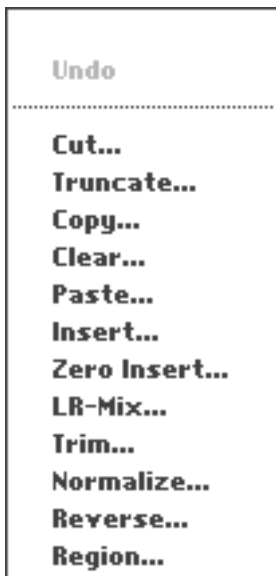 Undo
Cut...
Truncate...
Copy...
Clear...
Paste...
Insert...
Zero Insert...
LR-Mix...
Trim...
Normalize...
Reverse...
Region...